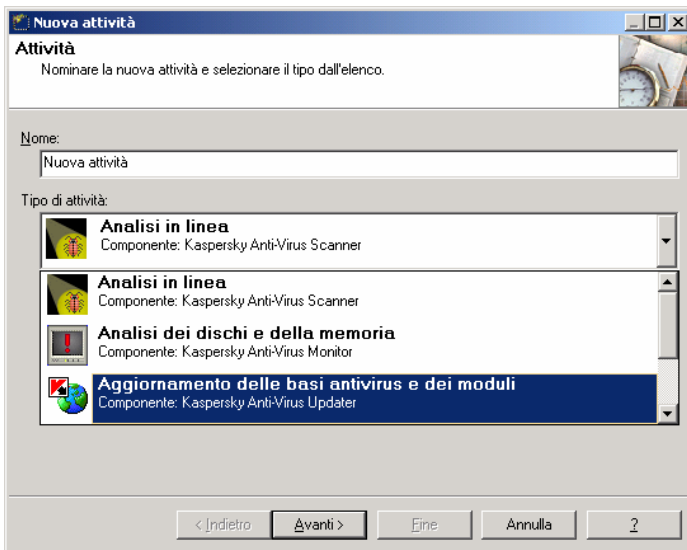 Nuova attività
Attività
Nominare la nuova attività e selezionare il tipo dall'elenco.
Nome:
Nuova attività
Tipo di attività:
Analisi in linea
Componente: Kaspersky Anti-Virus Scanner
Analisi in linea
Componente: Kaspersky Anti-Virus Scanner
Analisi dei dischi e della memoria
Componente: Kaspersky Anti-Virus Monitor
Aggiornamento delle basi antivirus e dei moduli
Componente: Kaspersky Anti-Virus Updater
< Indietro Avanti > Fine Annulla ?